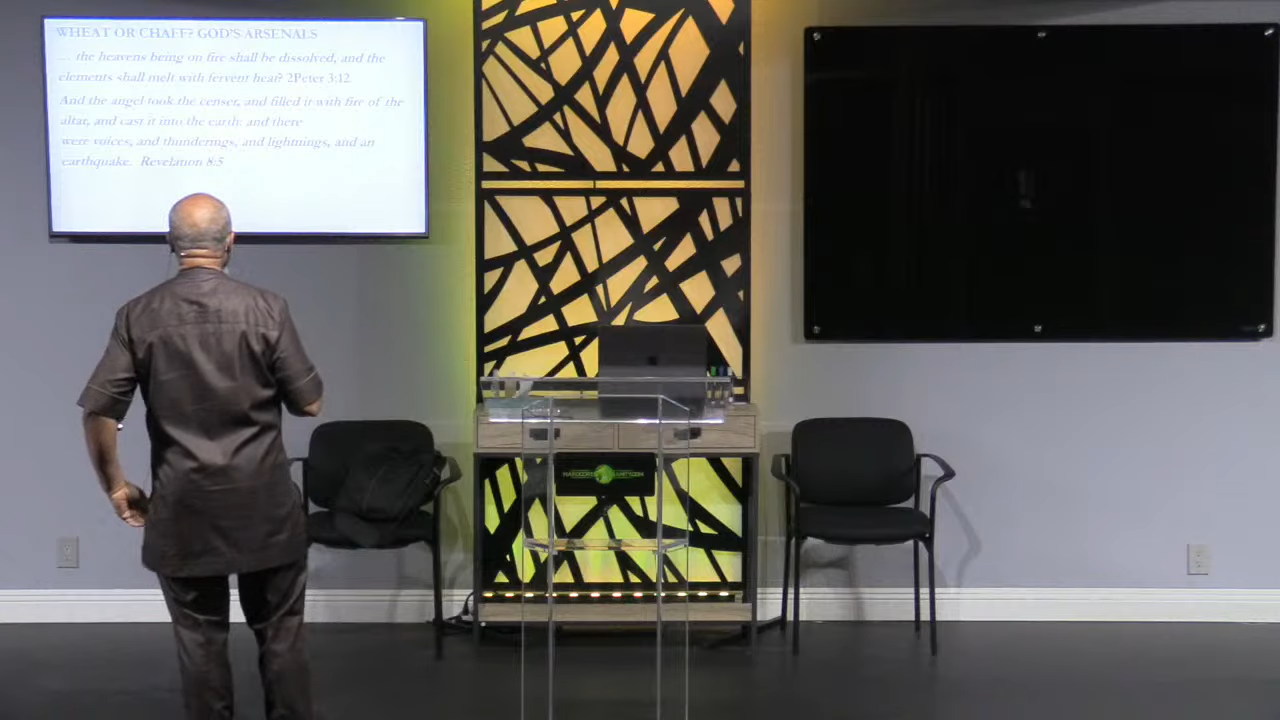 WHEAT OR CHAFF? GOD'S ARSENALS
... the heavens being on fire shall be dissolved, and the
elements shall melt with fervent heat? 2Peter 3:12
And the angel took the censer, and filled it with fire of the
altar, and cast it into the earth: and there
were voices, and thunderings, and lightnings, and an
earthquake. Revelation 8:5